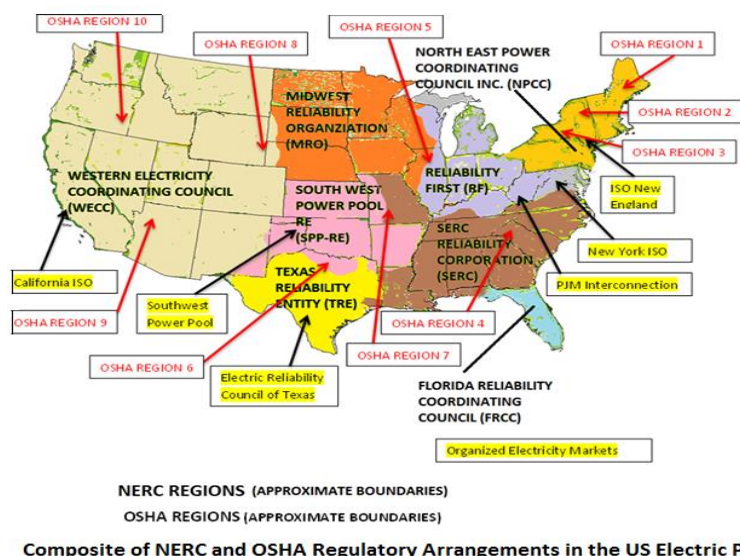 OSHA REGION 10
OSHA REGION 8
OSHA REGION 5
NORTH EAST POWER
COORDINATING
COUNCIL INC. (NPCC)
OSHA REGION 1
OSHA REGION 2
OSHA REGION 3
MIDWEST
RELIABILITY
ORGANZIATION
(MRO)
WESTERN ELECTRICITY
COORDINATING COUNCIL
(WECC)
SOUTH WEST
POWER POOL
RE
(SPP-RE)
RELIABILITY
FIRST (RF)
ISO New
England
SERC
RELIABILITY
CORPORATION
(SERC)
New York ISO
PJM Interconnection
California ISO
TEXAS
RELIABILITY
ENTITY (TRE)
Southwest
Power Pool
OSHA REGION 9
OSHA REGION 4
OSHA REGION 7
OSHA REGION 6
Electric Reliability
Council of Texas
FLORIDA RELIABILITY
COORDINATING
COUNCIL (FRCC)
Organized Electricity Markets
NERC REGIONS (APPROXIMATE BOUNDARIES)
OSHA REGIONS (APPROXIMATE BOUNDARIES)
Composite of NERC and OSHA Regulatory Arrangements in the US Electric